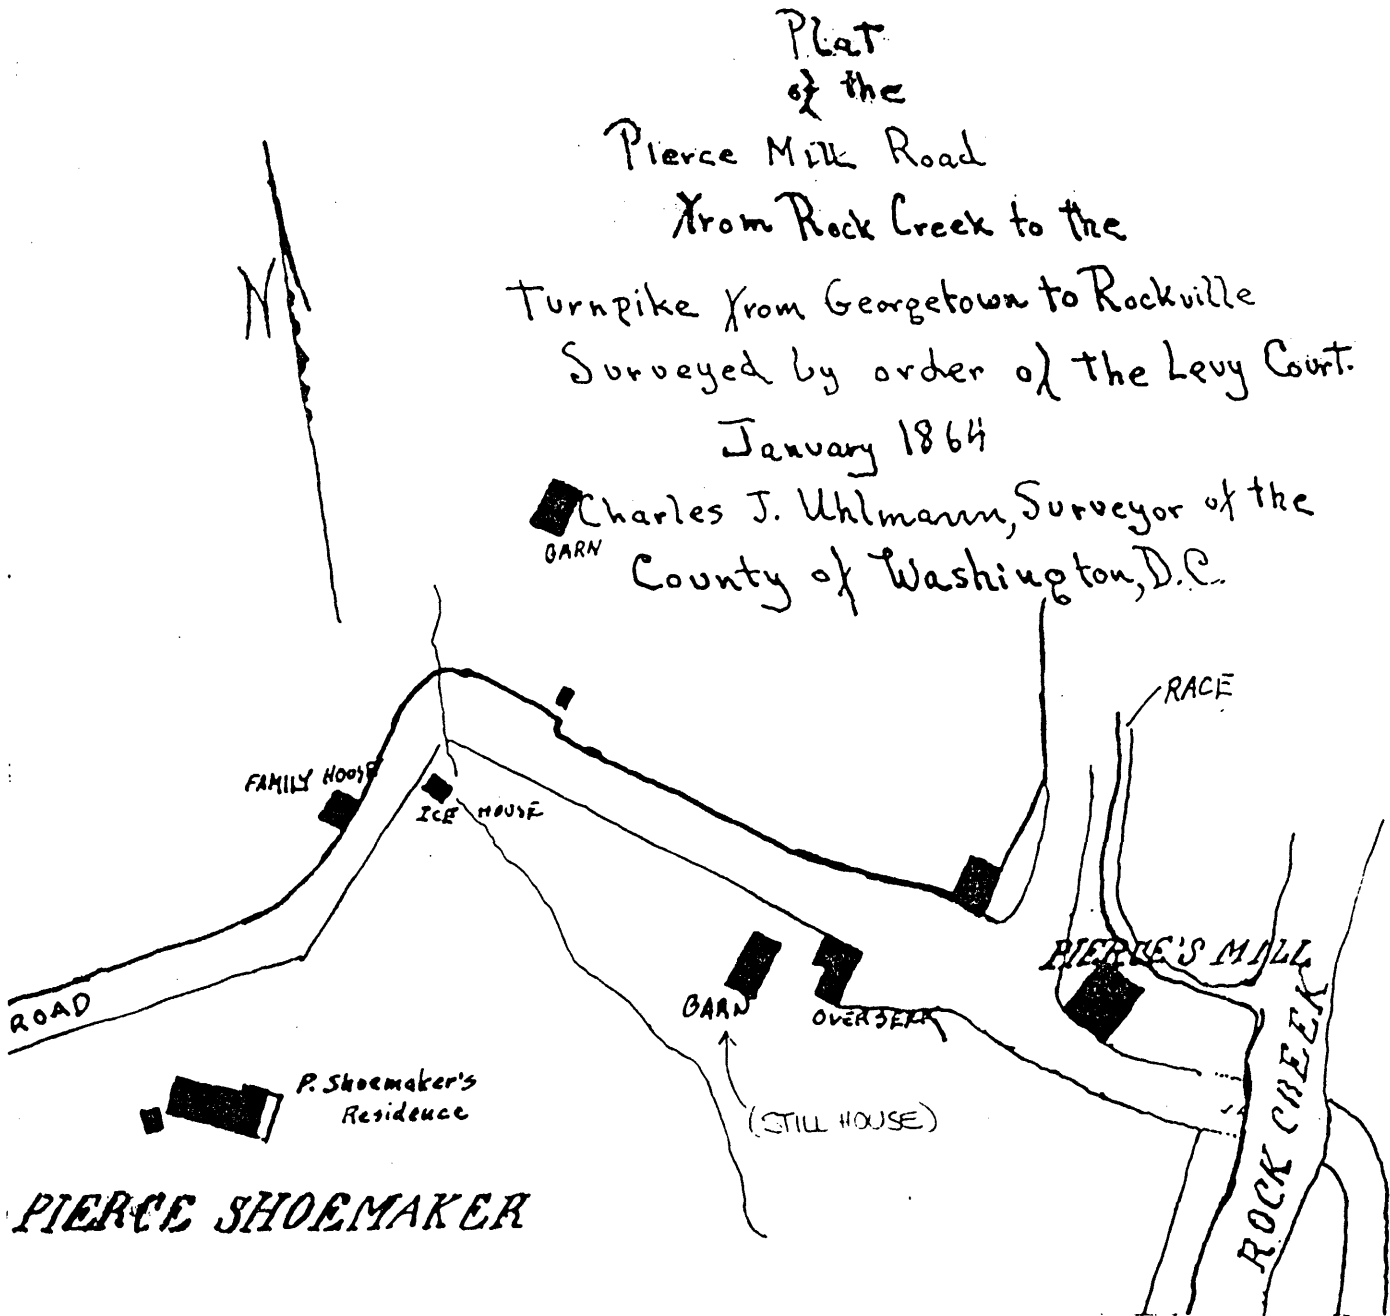 Plat
of the
Pierce Mill Road
from Rock Creek to the
Turnpike from Georgetown to Rockville
Surveyed by order of the Levy Court.
January 1864
Charles J. Uhlmann, Surveyor of the
County of Washington, D.C.
N
BARN
RACE
FAMILY HOUSE
ICE HOUSE
PIERCE'S MILL
ROAD
BARN
OVERSEER
(STILL HOUSE)
P. Shoemaker's
Residence
ROCK CREEK
PIERCE SHOEMAKER